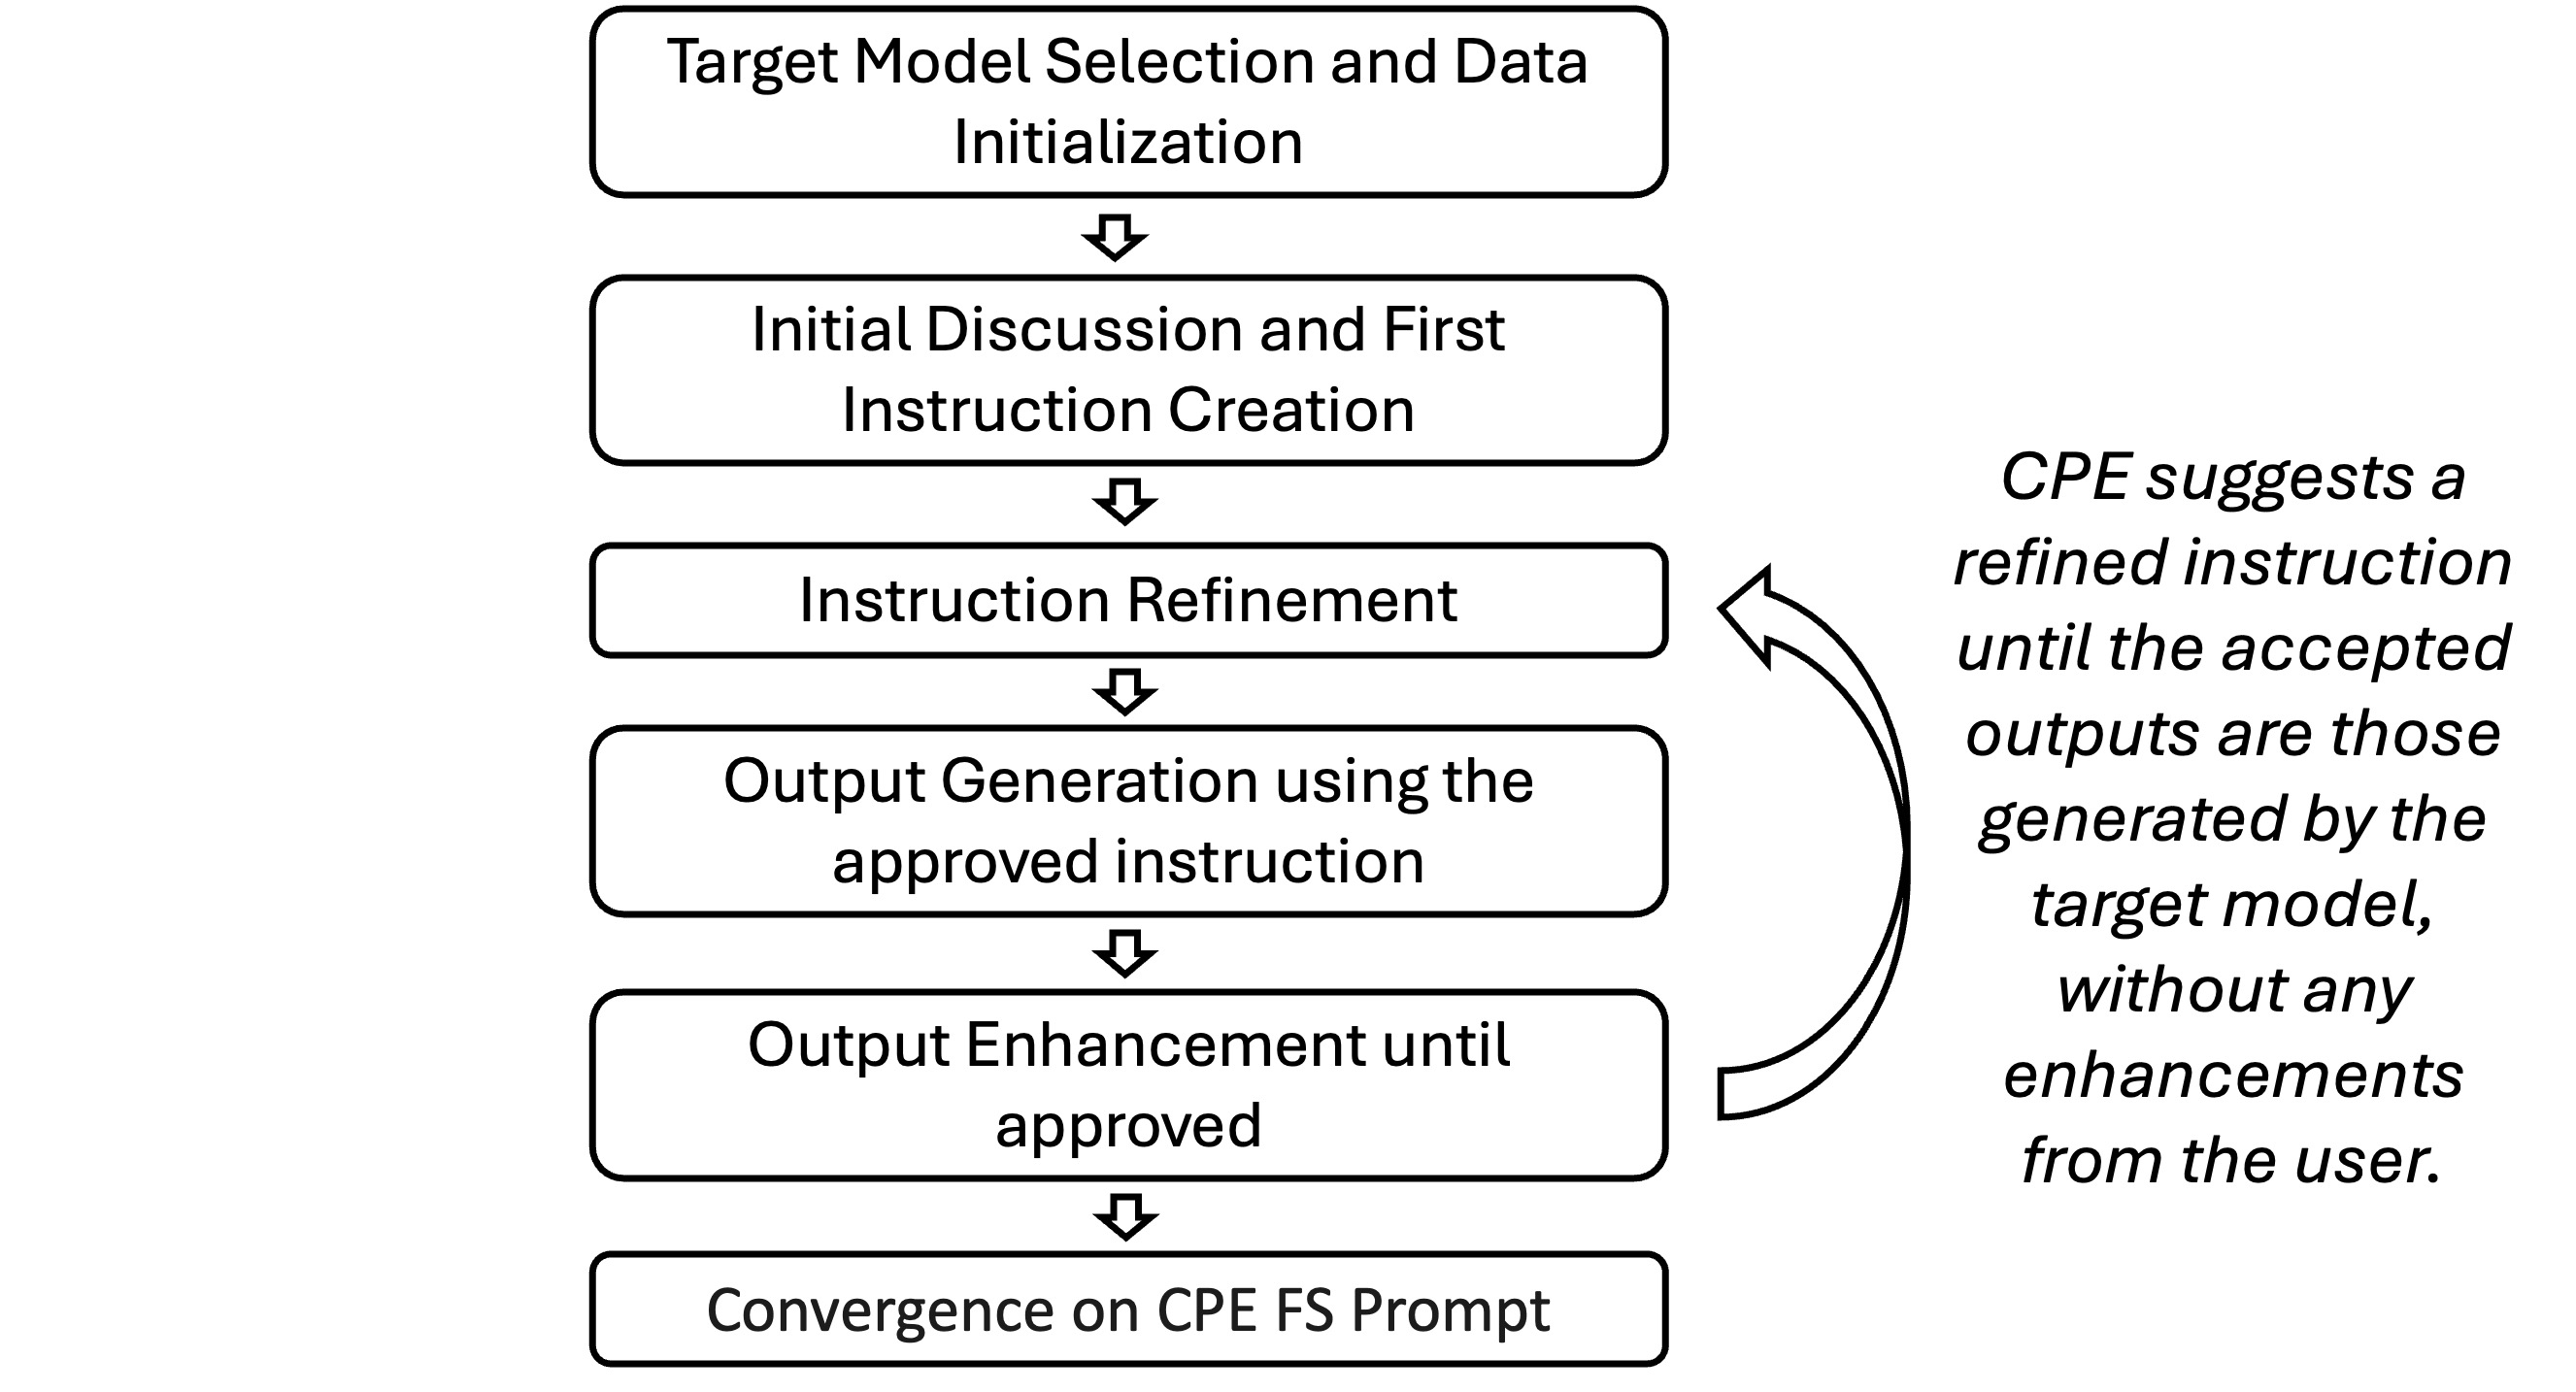 Target Model Selection and Data
Initialization
Initial Discussion and First
Instruction Creation
Instruction Refinement
Output Generation using the
approved instruction
Output Enhancement until
approved
Convergence on CPE FS Prompt
CPE suggests a
refined instruction
until the accepted
outputs are those
generated by the
target model,
without any
enhancements
from the user.